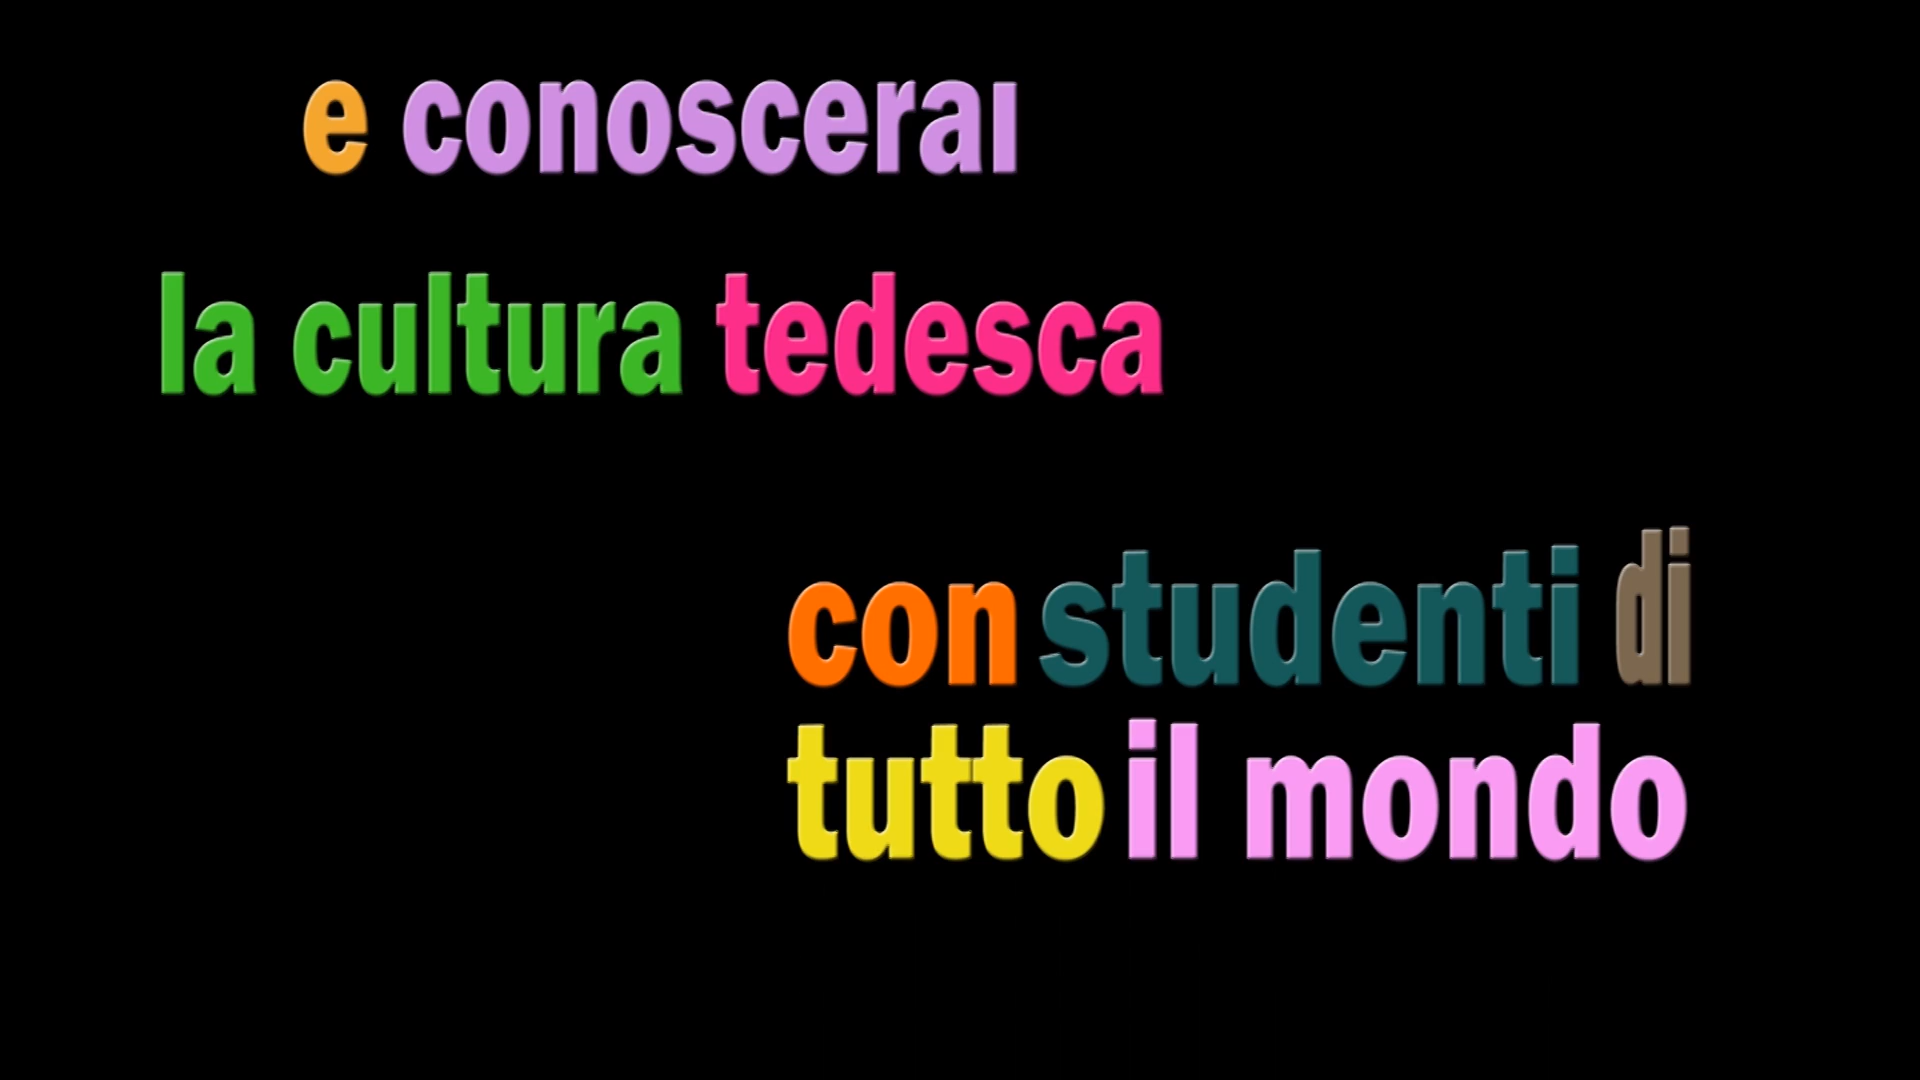 e conoscerai
la cultura tedesca
con studenti di
tutto il mondo